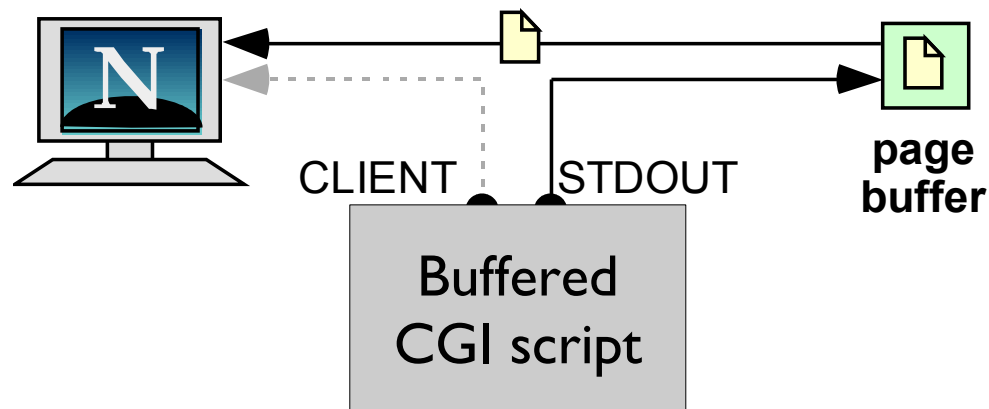 N
CLIENT
STDOUT
page
buffer
Buffered
CGI script